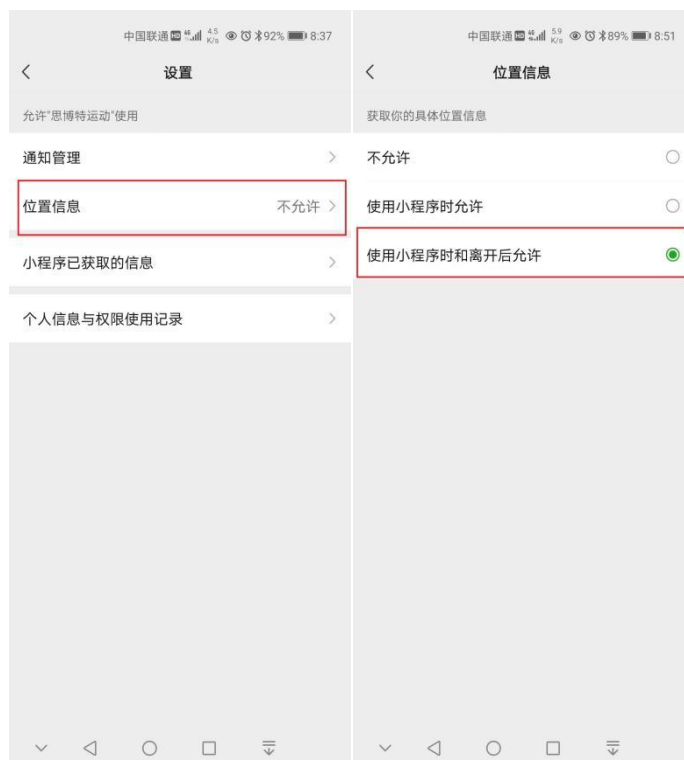 中国联通 HD 46 4.5 K/s 92% 8:37
设置
允许"思博特运动"使用
通知管理
位置信息 不允许
小程序已获取的信息
个人信息与权限使用记录
中国联通 HD 46 5.9 K/s 89% 8:51
位置信息
获取你的具体位置信息
不允许
使用小程序时允许
使用小程序时和离开后允许